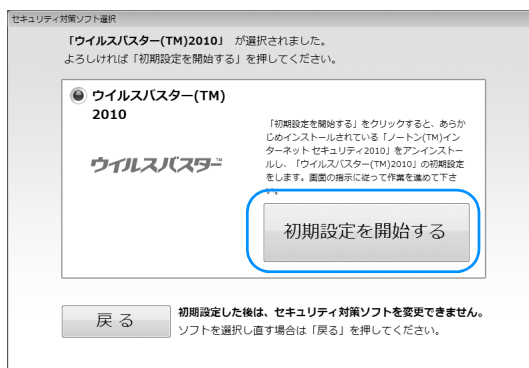 セキュリティ対策ソフト選択
「ウイルスバスター(TM)2010」 が選択されました。
よろしければ「初期設定を開始する」を押してください。
ウイルスバスター(TM)
2010
「初期設定を開始する」をクリックすると、あらか
じめインストールされている「ノートン(TM)イン
ターネット セキュリティ2010」をアンインストー
ルし、「ウイルスバスター(TM)2010」の初期設定
をします。画面の指示に従って作業を進めて下さ
い。
ウイルスバスター™
初期設定を開始する
戻る
初期設定した後は、セキュリティ対策ソフトを変更できません。
ソフトを選択し直す場合は「戻る」を押してください。